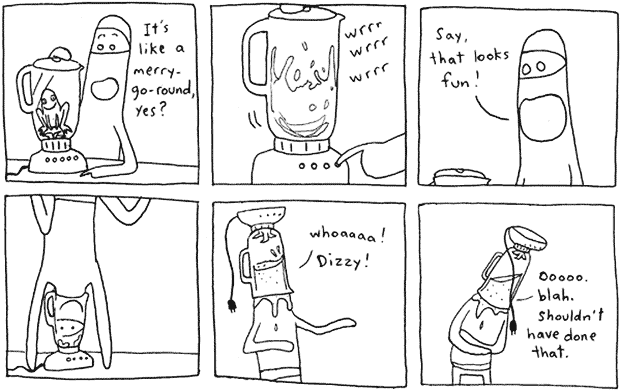 It's
like a
merry-
go-round,
yes?
wrrr
wrrr
wrrr
Say,
that looks
fun!
whoaaaa!
Dizzy!
Ooooo.
blah.
shouldn't
have done
that.